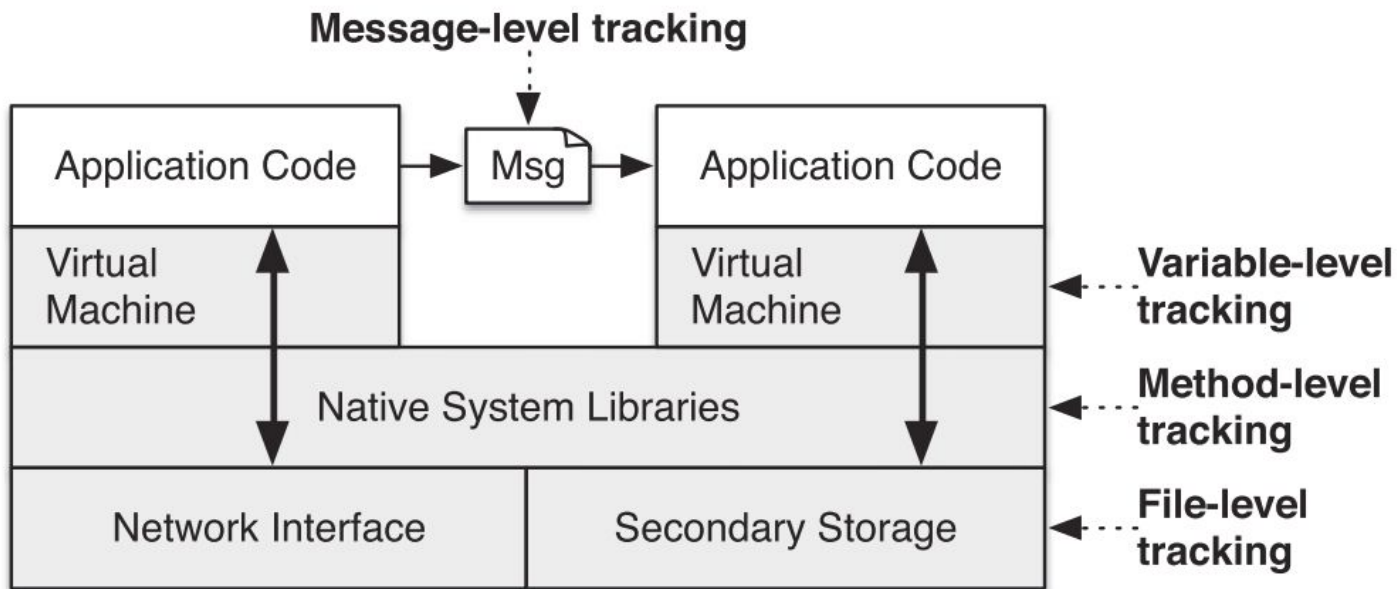 Message-level tracking
Application Code
Msg
Application Code
Virtual
Machine
Virtual
Machine
Variable-level
tracking
Native System Libraries
Method-level
tracking
Network Interface
Secondary Storage
File-level
tracking